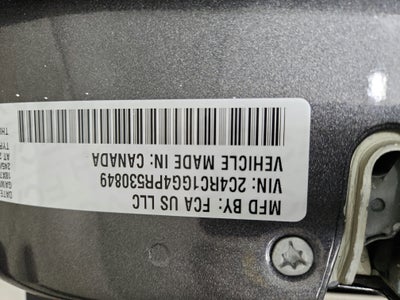 MFD BY: FCA US LLC
VIN: 2C4RC1GG4PR530849
VEHICLE MADE IN: CANADA